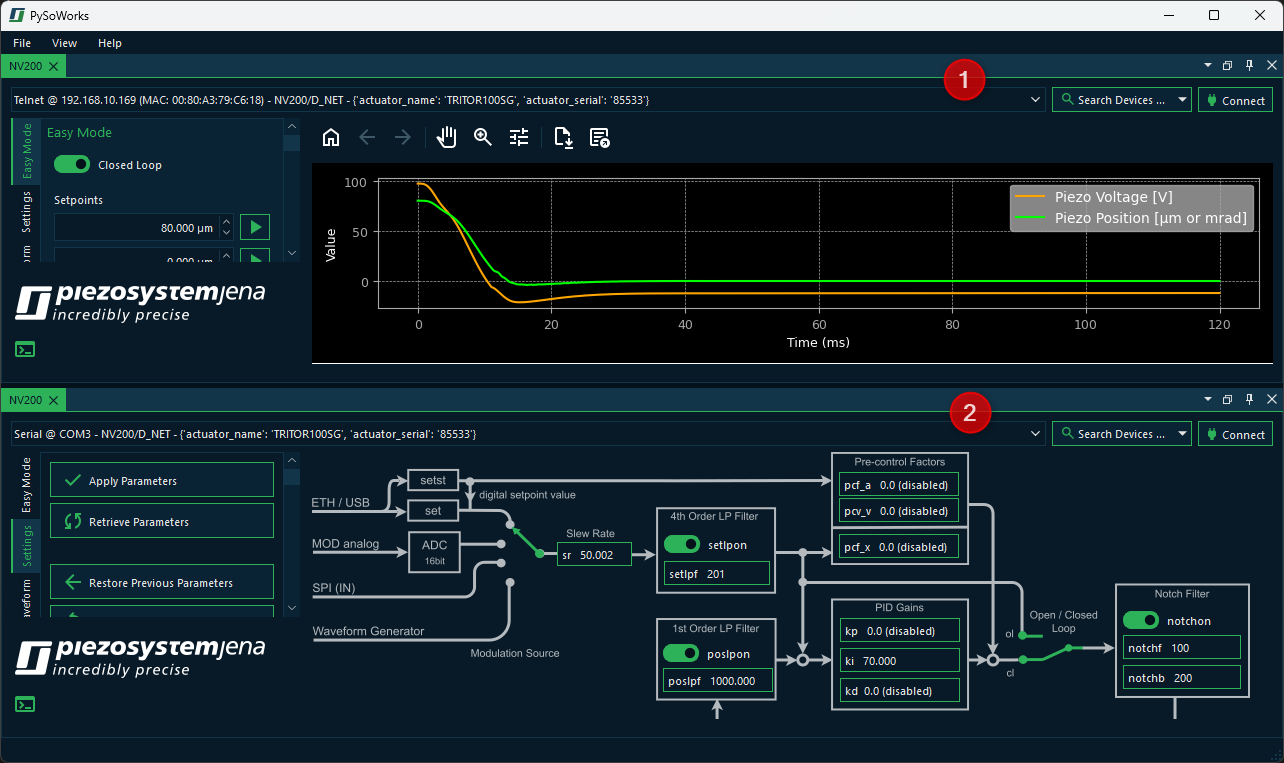 PySoWorks
File View Help
NV200
1
Telnet @ 192.168.10.169 (MAC: 00:80:A3:79:C6:18) - NV200/D_NET - {'actuator_name': 'TRITOR100SG', 'actuator_serial': '85533'}
Search Devices ...
Connect
Easy Mode
Settings
Easy Mode
Closed Loop
Setpoints
80.000 µm
0.000 µm
piezosystemjena
incredibly precise
100
50
0
Value
Piezo Voltage [V]
Piezo Position [µm or mrad]
0 20 40 60 80 100 120
Time (ms)
NV200
2
Serial @ COM3 - NV200/D_NET - {'actuator_name': 'TRITOR100SG', 'actuator_serial': '85533'}
Search Devices ...
Connect
Easy Mode
Settings
Apply Parameters
Retrieve Parameters
Restore Previous Parameters
piezosystemjena
incredibly precise
ETH / USB
MOD analog
SPI (IN)
Waveform Generator
setst
set
digital setpoint value
ADC
16bit
Modulation Source
Slew Rate
sr 50.002
4th Order LP Filter
setlpon
setlpf 201
1st Order LP Filter
poslpon
poslpf 1000.000
Pre-control Factors
pcf_a 0.0 (disabled)
pcv_v 0.0 (disabled)
pcf_x 0.0 (disabled)
PID Gains
kp 0.0 (disabled)
ki 70.000
kd 0.0 (disabled)
Open / Closed
Loop
ol
cl
Notch Filter
notchon
notchf 100
notchb 200